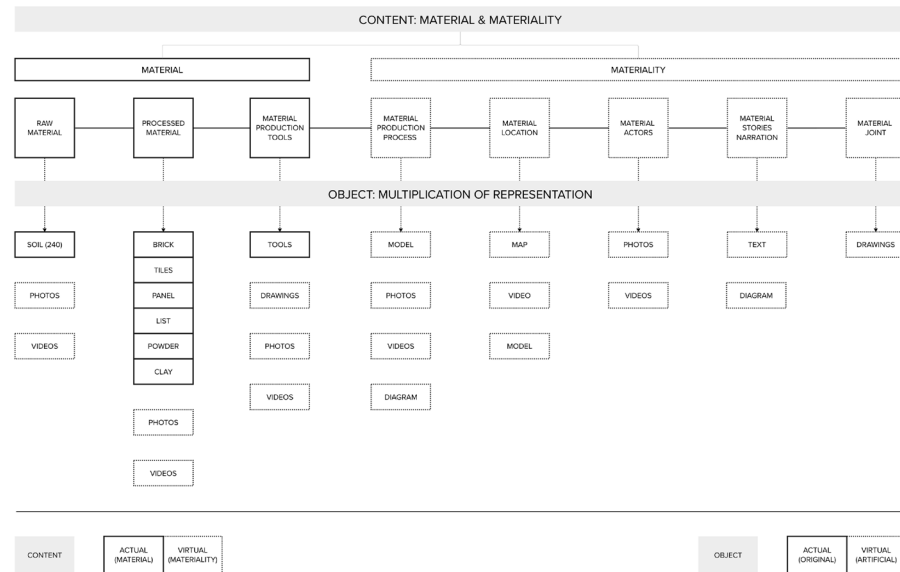 CONTENT: MATERIAL & MATERIALITY
MATERIAL
MATERIALITY
RAW
MATERIAL
PROCESSED
MATERIAL
MATERIAL
PRODUCTION
TOOLS
MATERIAL
PRODUCTION
PROCESS
MATERIAL
LOCATION
MATERIAL
ACTORS
MATERIAL
STORIES
NARRATION
MATERIAL
JOINT
OBJECT: MULTIPLICATION OF REPRESENTATION
SOIL (240)
PHOTOS
VIDEOS
BRICK
TILES
PANEL
LIST
POWDER
CLAY
PHOTOS
VIDEOS
TOOLS
DRAWINGS
PHOTOS
VIDEOS
MODEL
PHOTOS
VIDEOS
DIAGRAM
MAP
VIDEO
MODEL
PHOTOS
VIDEOS
TEXT
DIAGRAM
DRAWINGS
CONTENT
ACTUAL
(MATERIAL)
VIRTUAL
(MATERIALITY)
OBJECT
ACTUAL
(ORIGINAL)
VIRTUAL
(ARTIFICIAL)